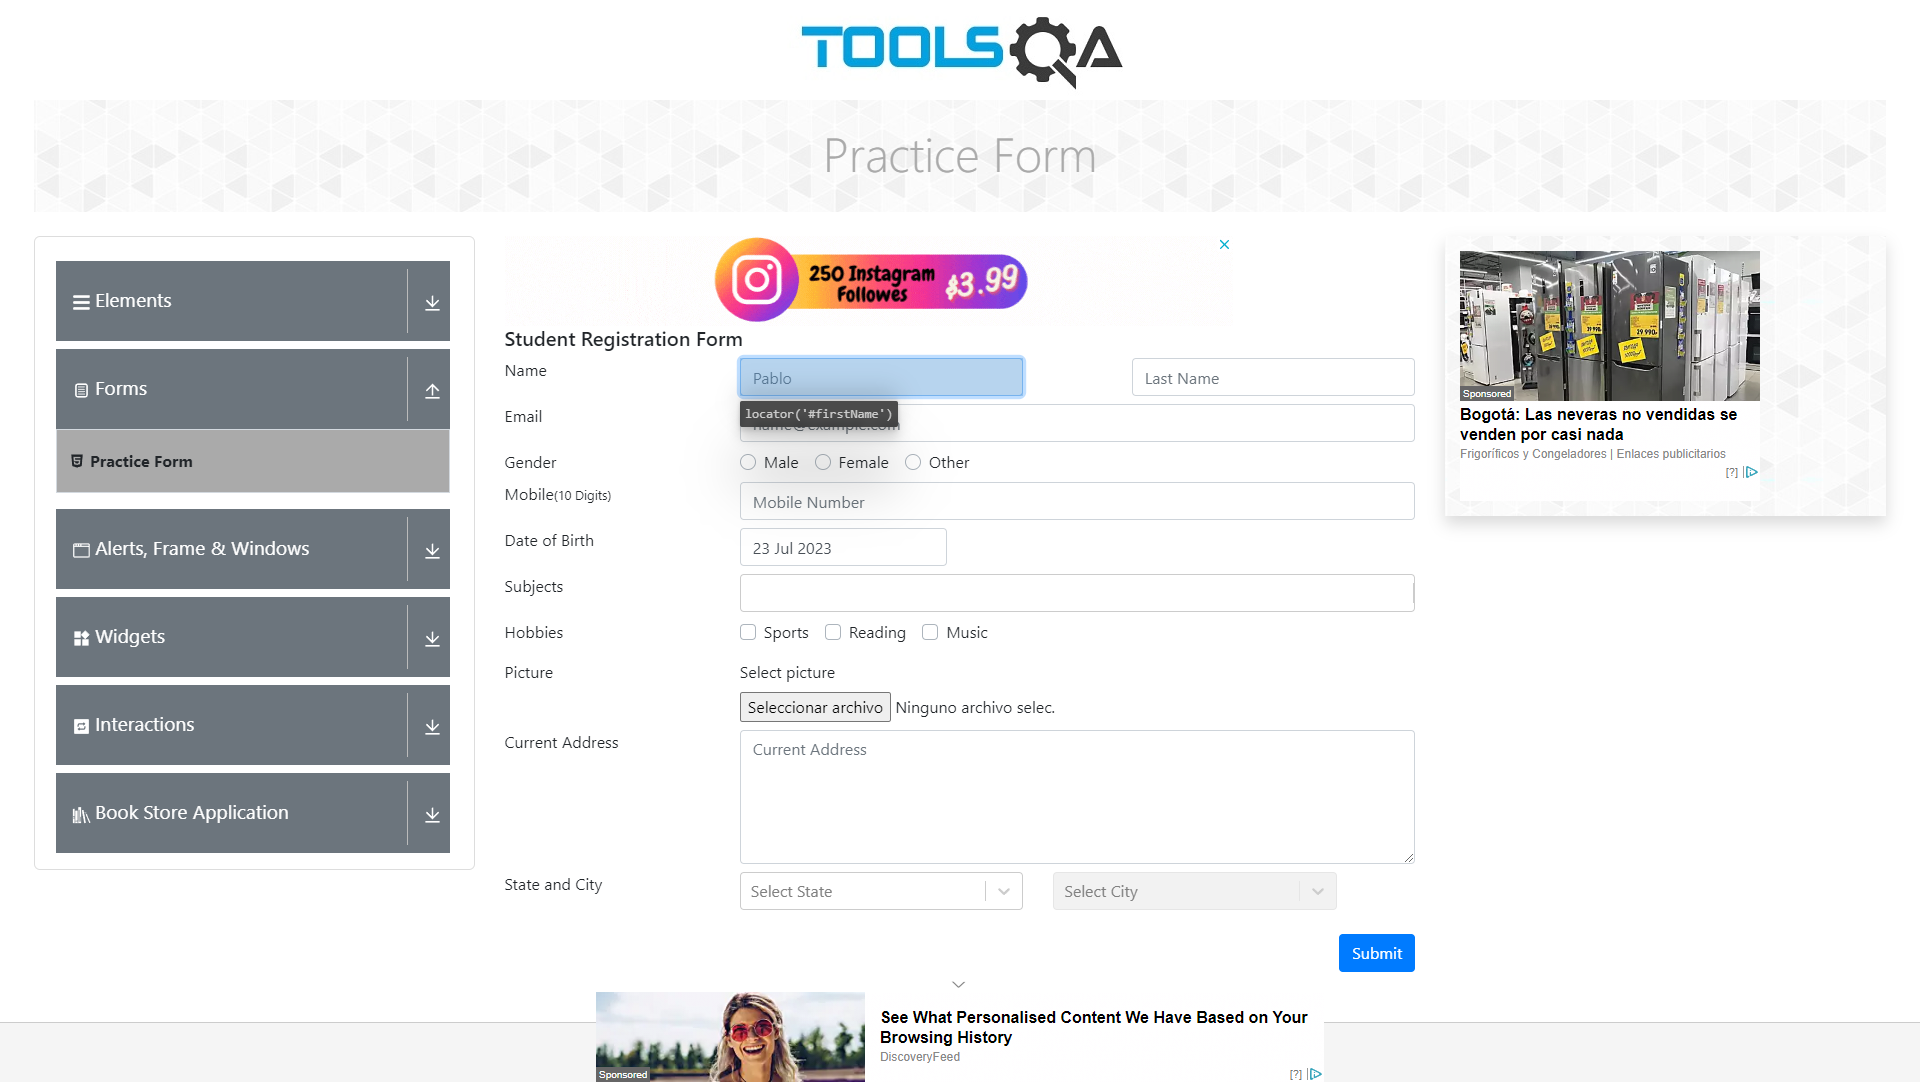 TOOLSQA
Practice Form
Elements
Forms
Practice Form
Alerts, Frame & Windows
Widgets
Interactions
Book Store Application
250 Instagram
Followes
$3.99
Student Registration Form
Name
Pablo
Last Name
locator('#firstName')
Email
name@example.com
Gender
Male
Female
Other
Mobile(10 Digits)
Mobile Number
Date of Birth
23 Jul 2023
Subjects
Hobbies
Sports
Reading
Music
Picture
Select picture
Seleccionar archivo
Ninguno archivo selec.
Current Address
Current Address
State and City
Select State
Select City
Submit
Sponsored
Bogotá: Las neveras no vendidas se
venden por casi nada
Frigoríficos y Congeladores | Enlaces publicitarios
[?]
See What Personalised Content We Have Based on Your
Browsing History
DiscoveryFeed
Sponsored
[?]